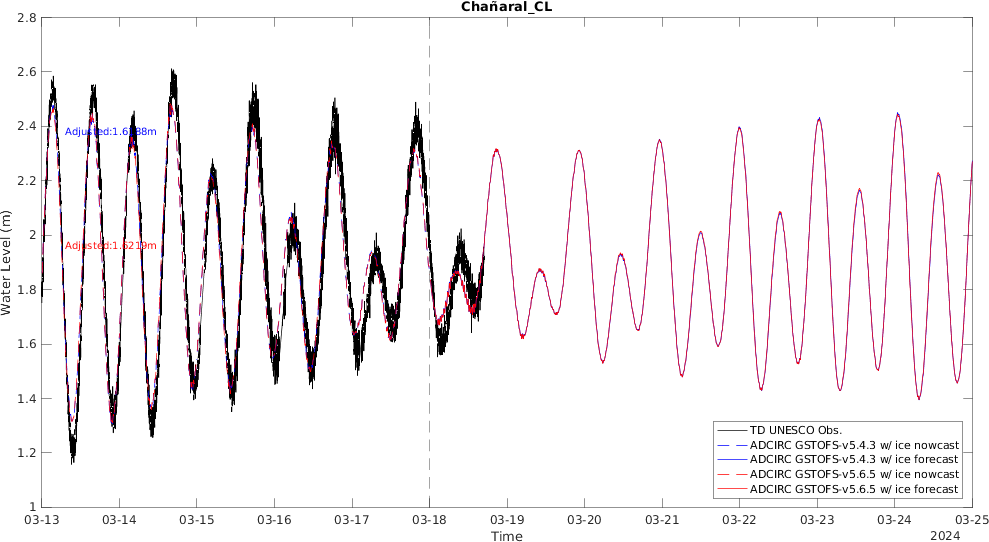 Chañaral_CL
2.8
2.6
2.4
2.2
2
1.8
1.6
1.4
1.2
1
Water Level (m)
Adjusted:1.6219m
03-13 03-14 03-15 03-16 03-17 03-18 03-19 03-20 03-21 03-22 03-23 03-24 03-25
Time
2024
TD UNESCO Obs.
ADCIRC GSTOFS-v5.4.3 w/ ice nowcast
ADCIRC GSTOFS-v5.4.3 w/ ice forecast
ADCIRC GSTOFS-v5.6.5 w/ ice nowcast
ADCIRC GSTOFS-v5.6.5 w/ ice forecast